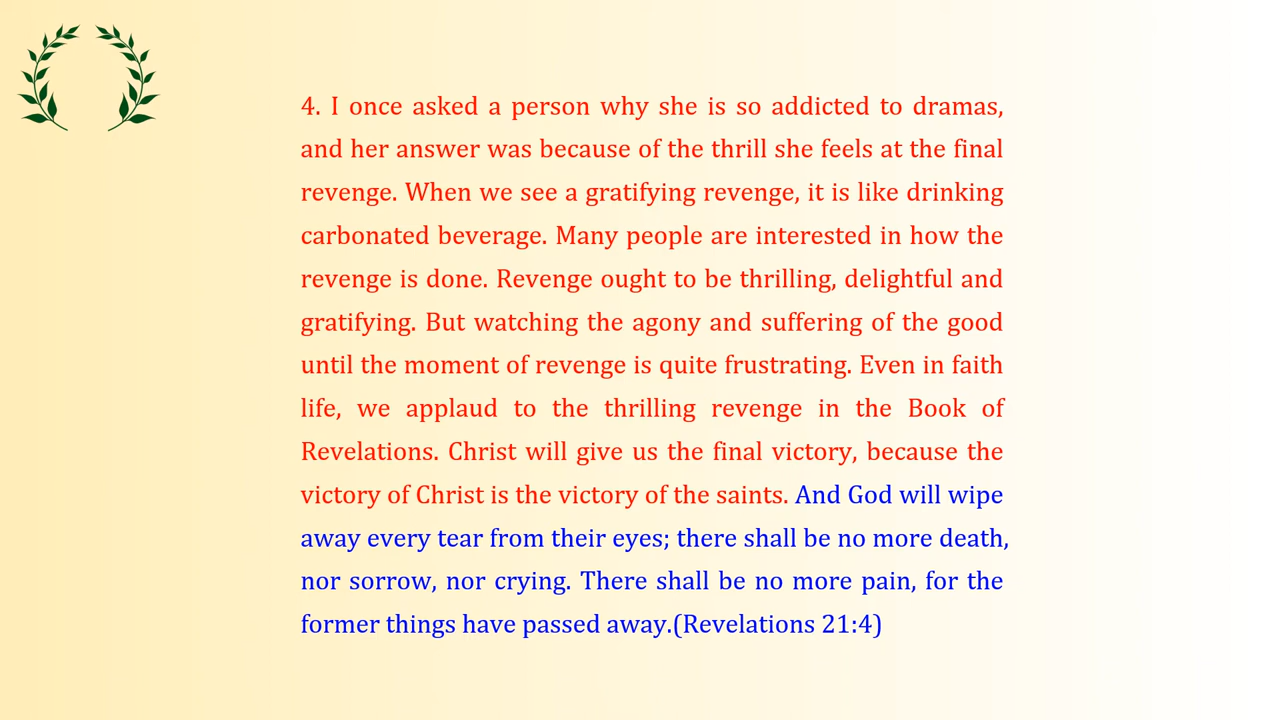 4. I once asked a person why she is so addicted to dramas,
and her answer was because of the thrill she feels at the final
revenge. When we see a gratifying revenge, it is like drinking
carbonated beverage. Many people are interested in how the
revenge is done. Revenge ought to be thrilling, delightful and
gratifying. But watching the agony and suffering of the good
until the moment of revenge is quite frustrating. Even in faith
life, we applaud to the thrilling revenge in the Book of
Revelations. Christ will give us the final victory, because the
victory of Christ is the victory of the saints. And God will wipe
away every tear from their eyes; there shall be no more death,
nor sorrow, nor crying. There shall be no more pain, for the
former things have passed away.(Revelations 21:4)